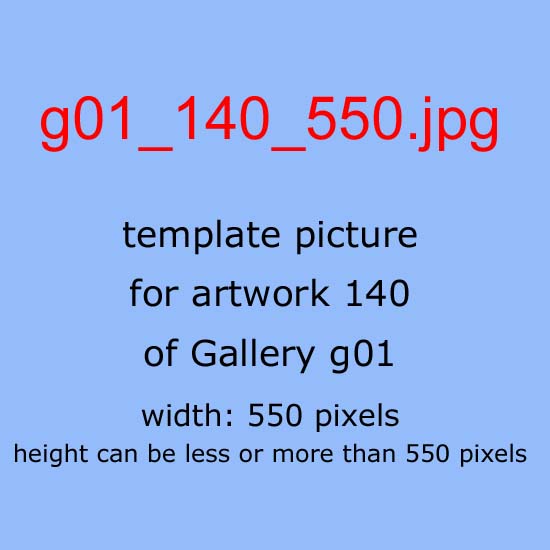 g01_140_550.jpg
template picture
for artwork 140
of Gallery g01
width: 550 pixels
height can be less or more than 550 pixels